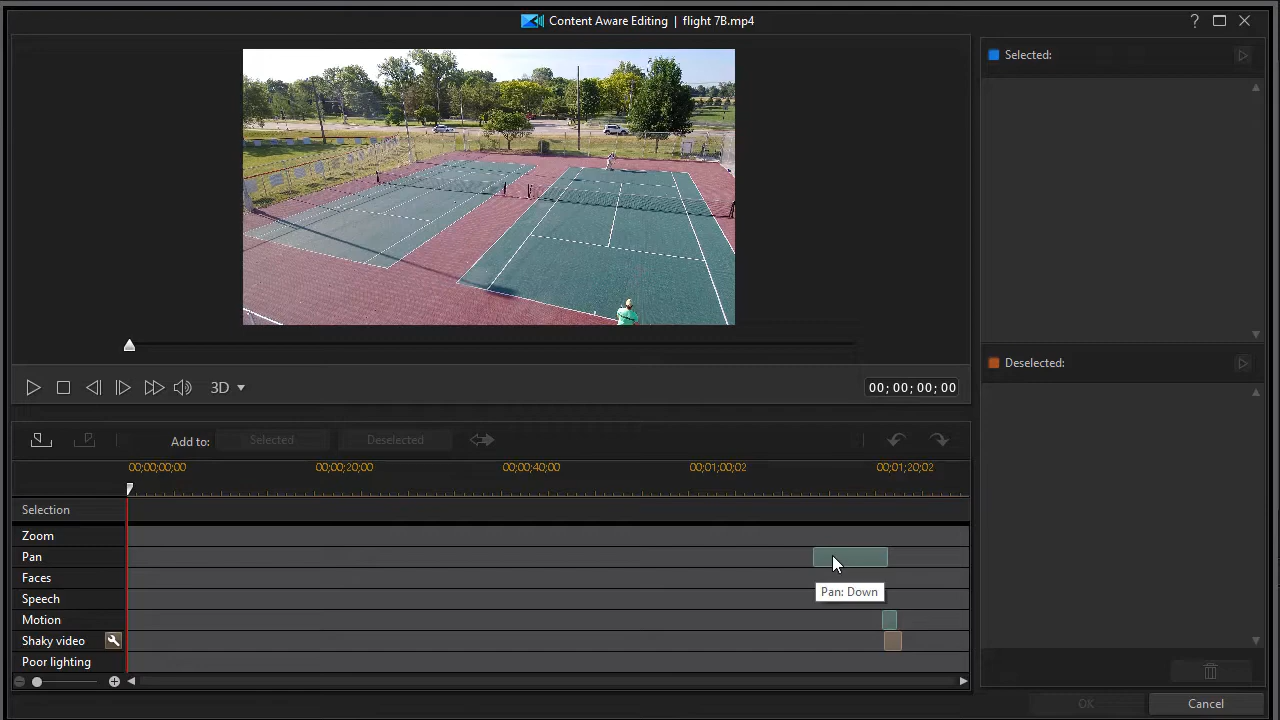 Content Aware Editing | flight 7B.mp4
?
Selected:
Deselected:
3D
00; 00; 00; 00
Add to: Selected Deselected
00;00;00;00 00;00;20;00 00;00;40;00 00;01;00;02 00;01;20;02
Selection
Zoom
Pan
Faces
Pan: Down
Speech
Motion
Shaky video
Poor lighting
OK Cancel